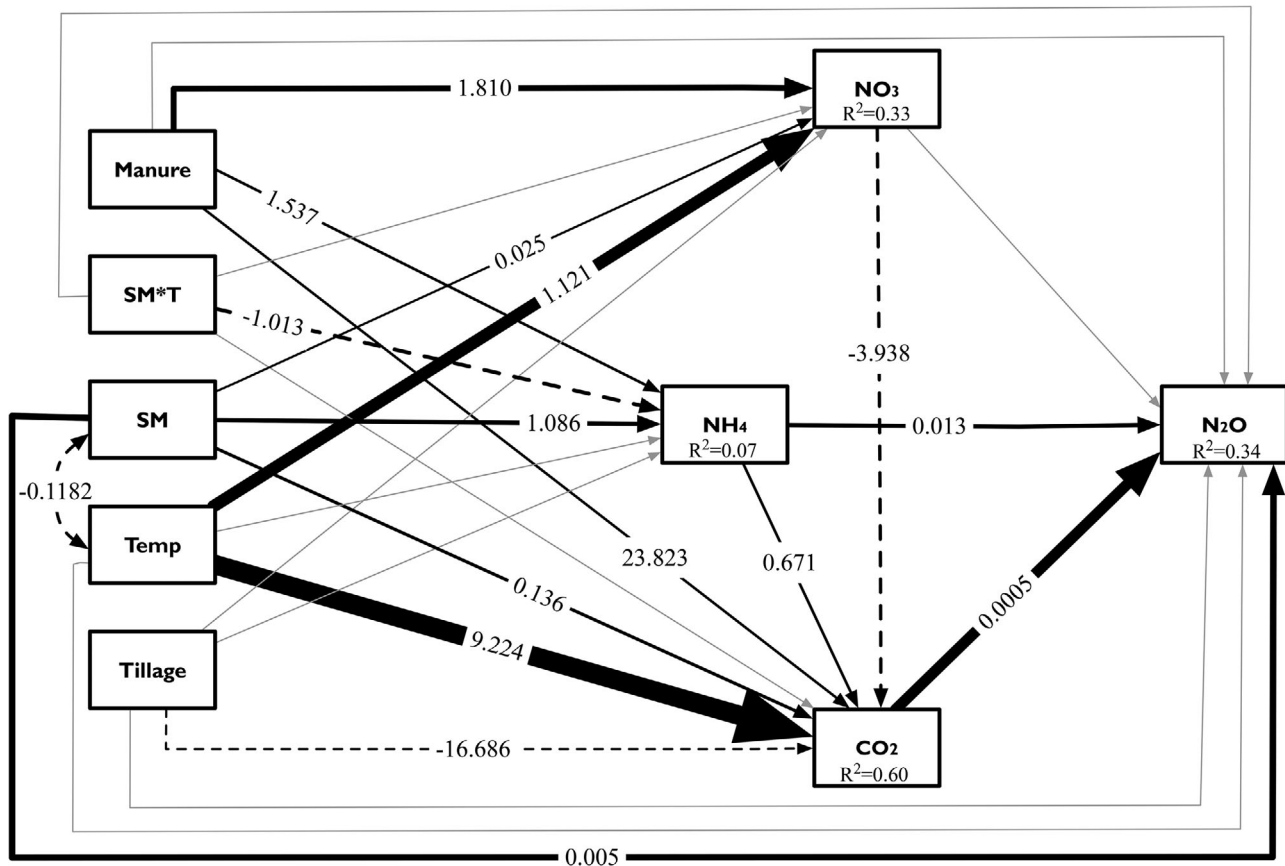 NO₃
R²=0.33
1.810
Manure
1.537
0.025
SM*T
1.121
-1.013
-3.938
SM
1.086
NH₄
R²=0.07
0.013
N₂O
R²=0.34
-0.1182
Temp
23.823
0.671
0.136
0.0005
9.224
Tillage
-16.686
CO₂
R²=0.60
0.005